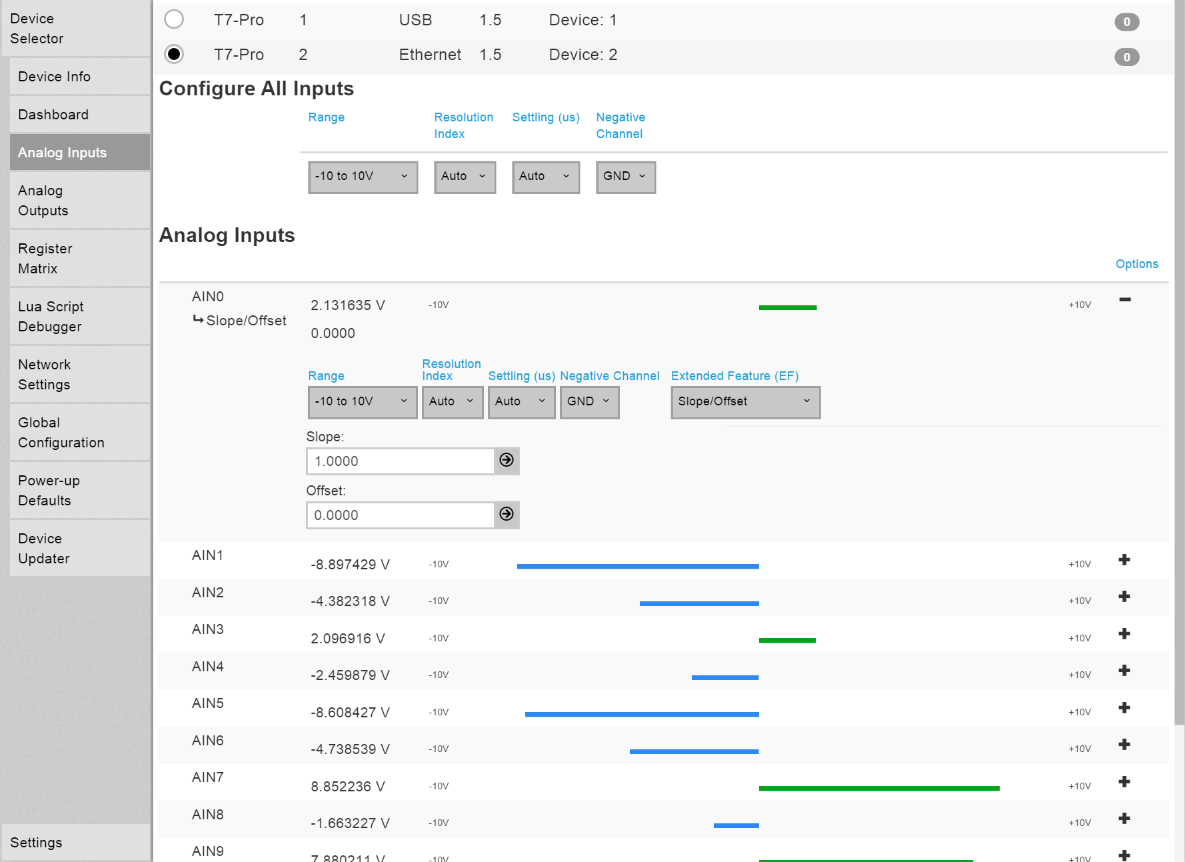 Device
Selector
Device Info
Dashboard
Analog Inputs
Analog
Outputs
Register
Matrix
Lua Script
Debugger
Network
Settings
Global
Configuration
Power-up
Defaults
Device
Updater
Settings
T7-Pro 1 USB 1.5 Device: 1 0
T7-Pro 2 Ethernet 1.5 Device: 2 0
Configure All Inputs
Range Resolution Index Settling (us) Negative Channel
-10 to 10V Auto Auto GND
Analog Inputs
Options
AIN0 2.131635 V -10V +10V
Slope/Offset 0.0000
Range Resolution Index Settling (us) Negative Channel Extended Feature (EF)
-10 to 10V Auto Auto GND Slope/Offset
Slope:
1.0000
Offset:
0.0000
AIN1 -8.897429 V -10V +10V
AIN2 -4.382318 V -10V +10V
AIN3 2.096916 V -10V +10V
AIN4 -2.459879 V -10V +10V
AIN5 -8.608427 V -10V +10V
AIN6 -4.738539 V -10V +10V
AIN7 8.852236 V -10V +10V
AIN8 -1.663227 V -10V +10V
AIN9 7.880211 V -10V +10V